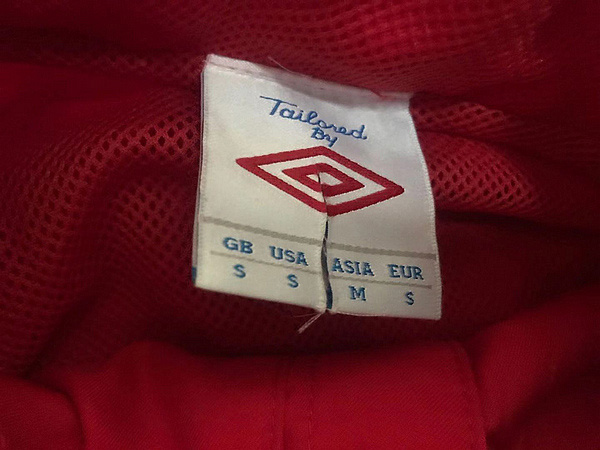 Tailored
By
GB USA ASIA EUR
S S M S